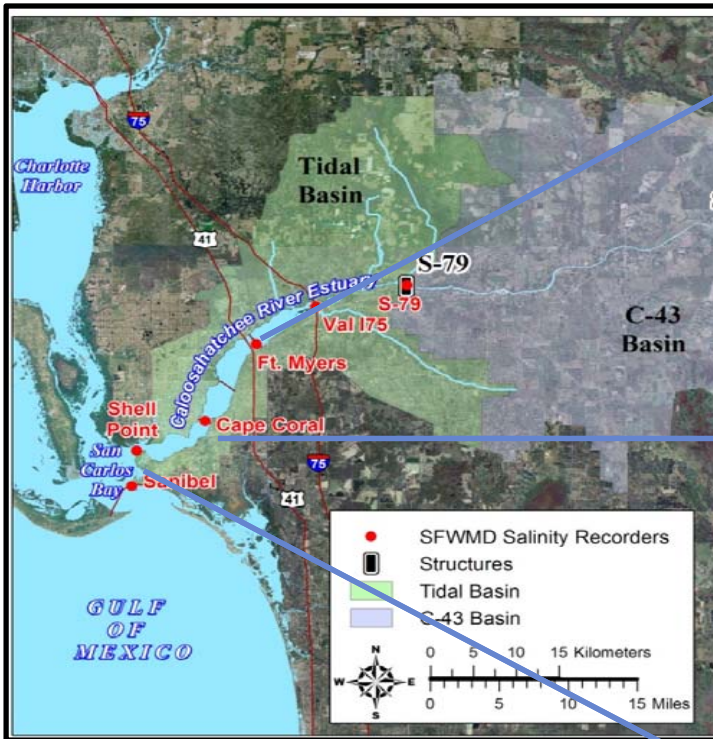 75
Charlotte
Harbor
Tidal
Basin
41
S-79
S-79
Caloosahatchee River Estuary
Val I75
C-43
Basin
Ft. Myers
Shell
Point
Cape Coral
San
Carlos
Bay
Sanibel
75
41
SFWMD Salinity Recorders
Structures
Tidal Basin
C-43 Basin
GULF
OF
MEXICO
N
W
E
S
0 5 10 15 Kilometers
0 5 10 15 Miles